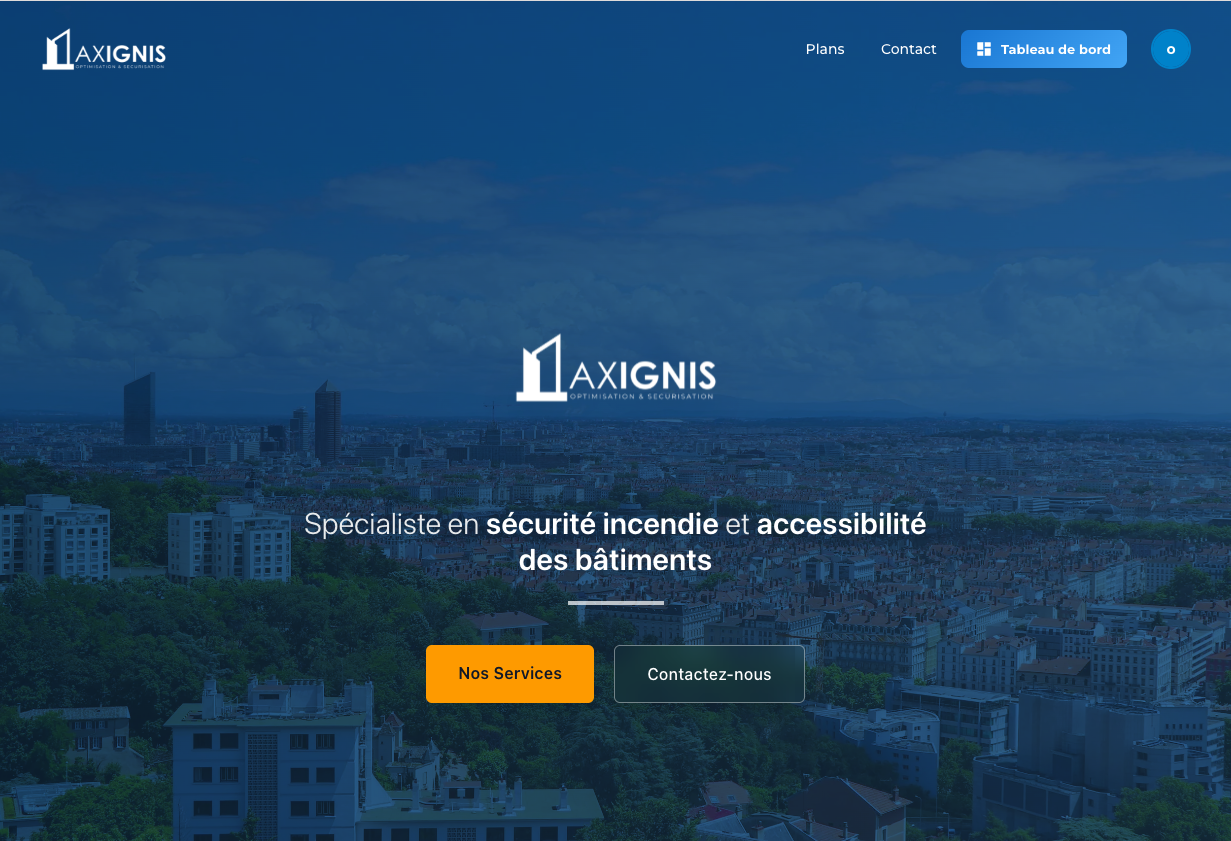 AXIGNIS
OPTIMISATION & SECURISATION
Plans
Contact
Tableau de bord
o
AXIGNIS
OPTIMISATION & SECURISATION
Spécialiste en sécurité incendie et accessibilité
des bâtiments
Nos Services
Contactez-nous